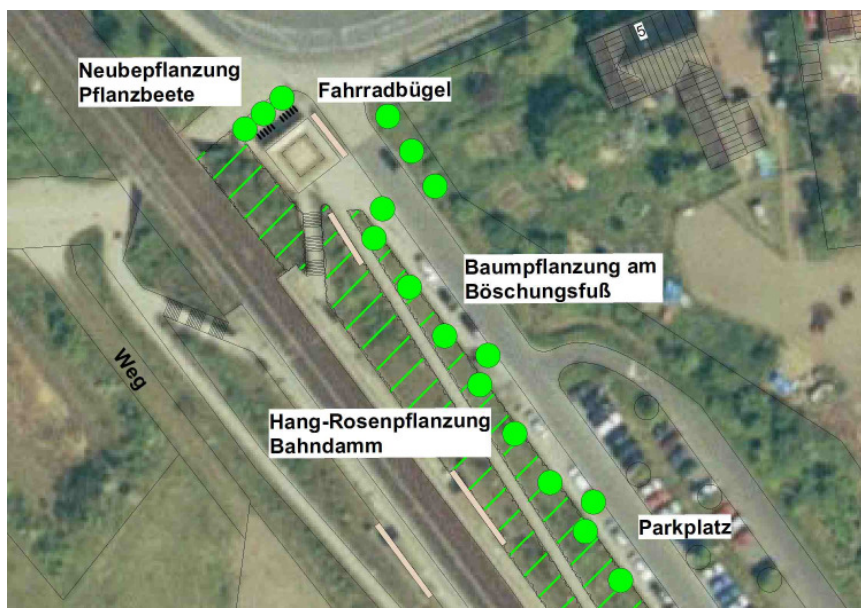 Neubepflanzung
Pflanzbeete
Fahrradbügel
5
Baumpflanzung am
Böschungsfuß
Weg
Hang-Rosenpflanzung
Bahndamm
Parkplatz